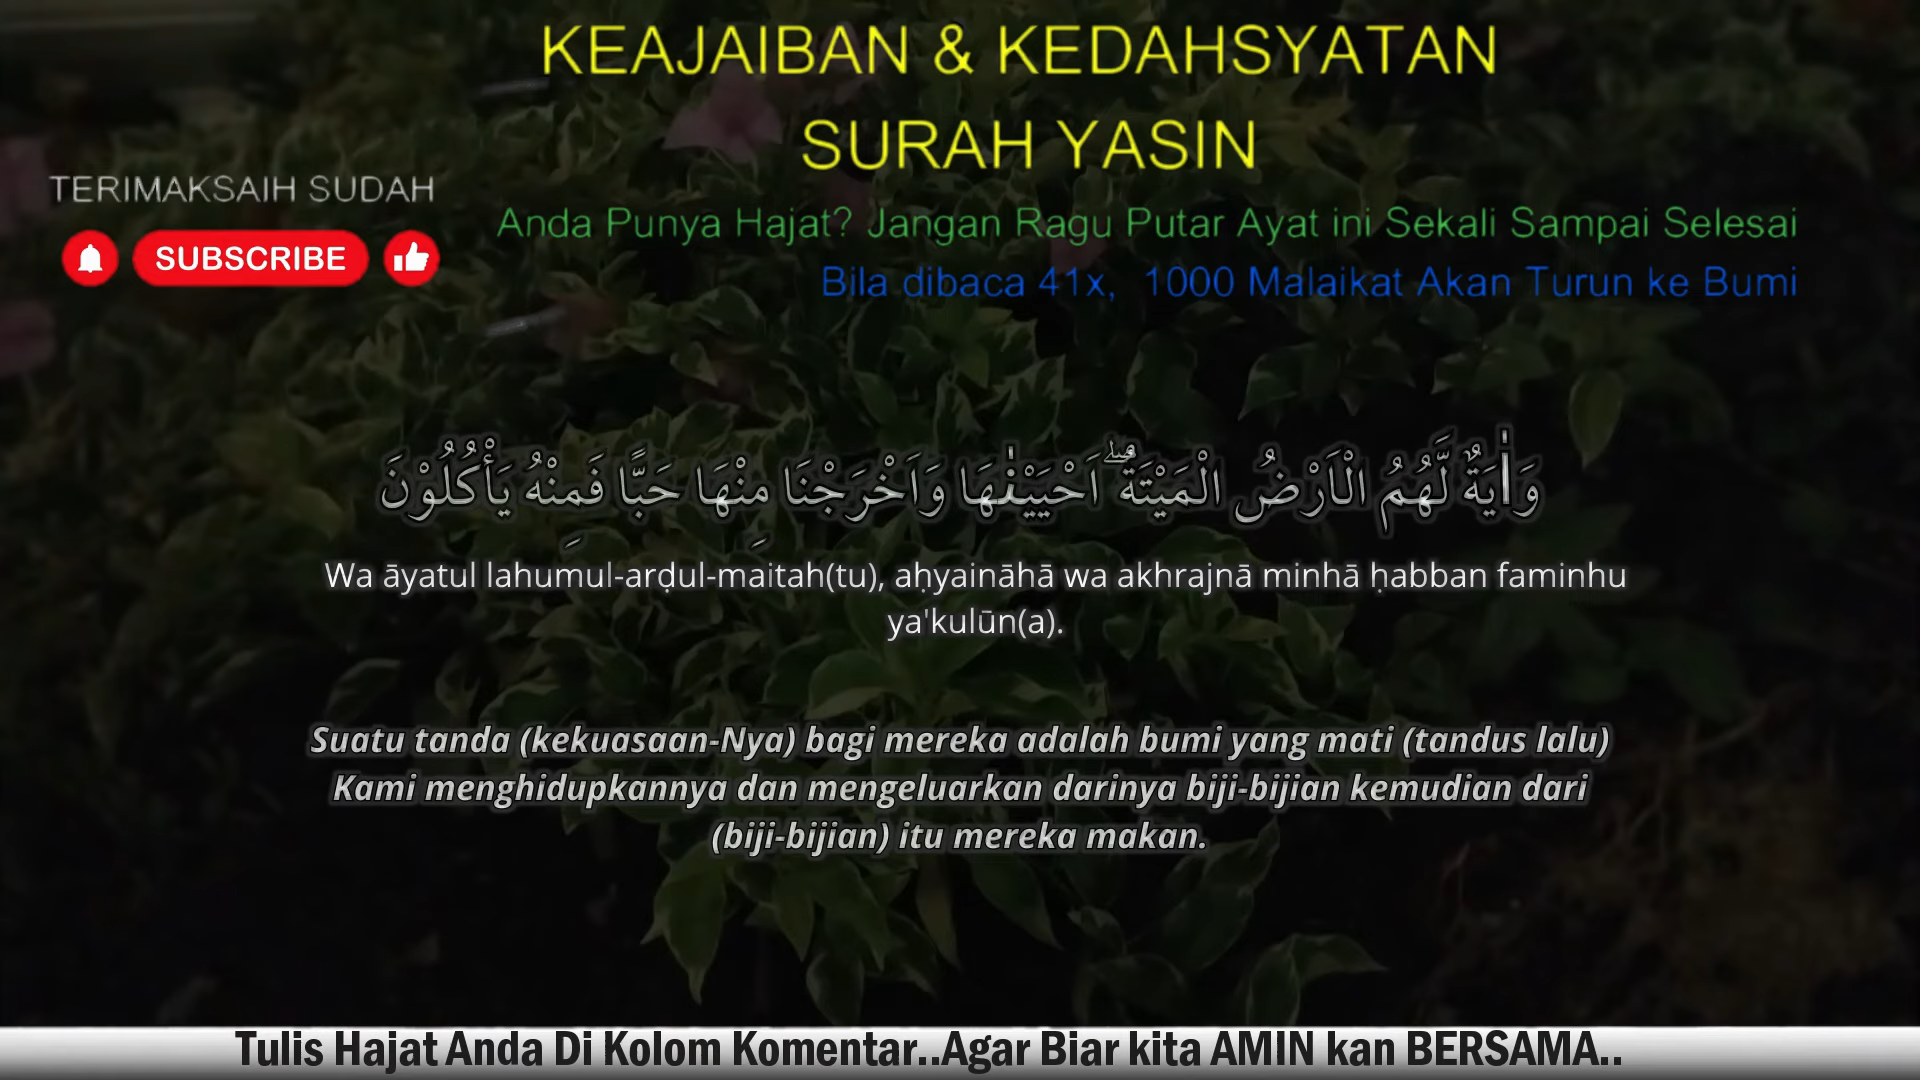 KEAJAIBAN & KEDAHSYATAN
SURAH YASIN
TERIMAKSAIH SUDAH
SUBSCRIBE
Anda Punya Hajat? Jangan Ragu Putar Ayat ini Sekali Sampai Selesai
Bila dibaca 41x, 1000 Malaikat Akan Turun ke Bumi
وَاٰيَةٌ لَّهُمُ الْاَرْضُ الْمَيْتَةُ ۖاَحْيَيْنٰهَا وَاَخْرَجْنَا مِنْهَا حَبًّا فَمِنْهُ يَأْكُلُوْنَ
Wa āyatul lahumul-arḍul-maitah(tu), aḥyaināhā wa akhrajnā minhā ḥabban faminhu
ya'kulūn(a).
Suatu tanda (kekuasaan-Nya) bagi mereka adalah bumi yang mati (tandus lalu)
Kami menghidupkannya dan mengeluarkan darinya biji-bijian kemudian dari
(biji-bijian) itu mereka makan.
Tulis Hajat Anda Di Kolom Komentar..Agar Biar kita AMIN kan BERSAMA..